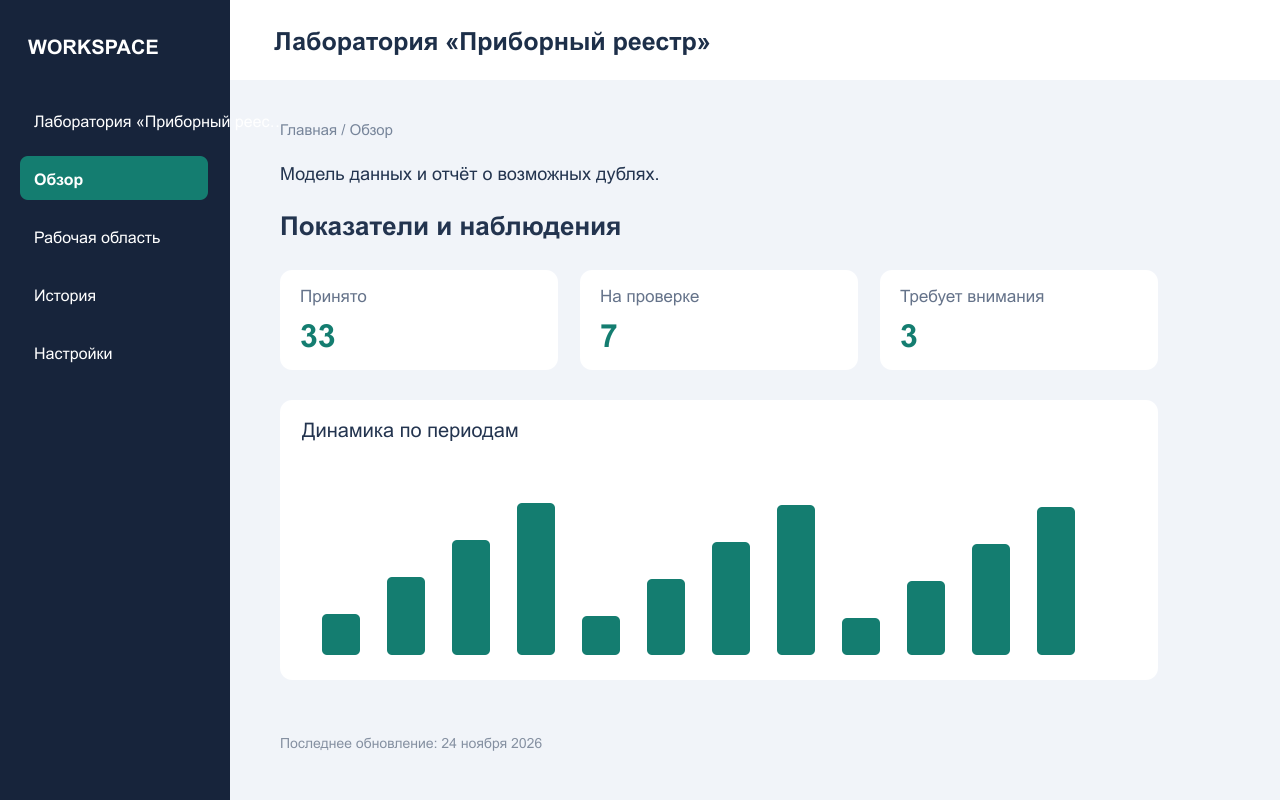 WORKSPACE
Лаборатория «Приборный реес…
Обзор
Рабочая область
История
Настройки
Лаборатория «Приборный реестр»
Главная / Обзор
Модель данных и отчёт о возможных дублях.
Показатели и наблюдения
Принято
33
На проверке
7
Требует внимания
3
Динамика по периодам
Последнее обновление: 24 ноября 2026